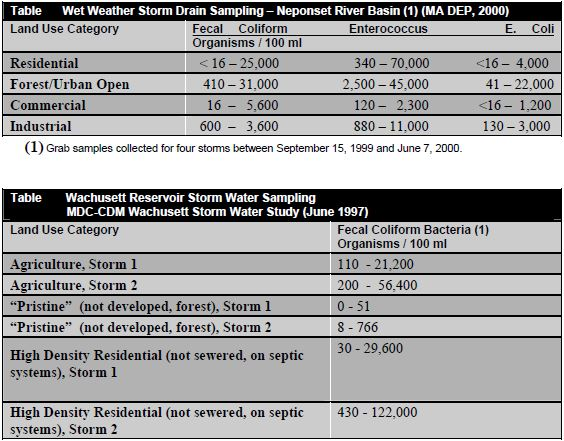 Table Wet Weather Storm Drain Sampling – Neponset River Basin (1) (MA DEP, 2000)
Land Use Category Fecal Coliform Enterococcus E. Coli
Organisms / 100 ml
Residential < 16 – 25,000 340 – 70,000 <16 – 4,000
Forest/Urban Open 410 – 31,000 2,500 – 45,000 41 – 22,000
Commercial 16 – 5,600 120 – 2,300 <16 – 1,200
Industrial 600 – 3,600 880 – 11,000 130 – 3,000
(1) Grab samples collected for four storms between September 15, 1999 and June 7, 2000.
Table Wachusett Reservoir Storm Water Sampling
MDC-CDM Wachusett Storm Water Study (June 1997)
Land Use Category Fecal Coliform Bacteria (1)
Organisms / 100 ml
Agriculture, Storm 1 110 - 21,200
Agriculture, Storm 2 200 - 56,400
“Pristine” (not developed, forest), Storm 1 0 - 51
“Pristine” (not developed, forest), Storm 2 8 - 766
High Density Residential (not sewered, on septic 30 - 29,600
systems), Storm 1
High Density Residential (not sewered, on septic 430 - 122,000
systems), Storm 2